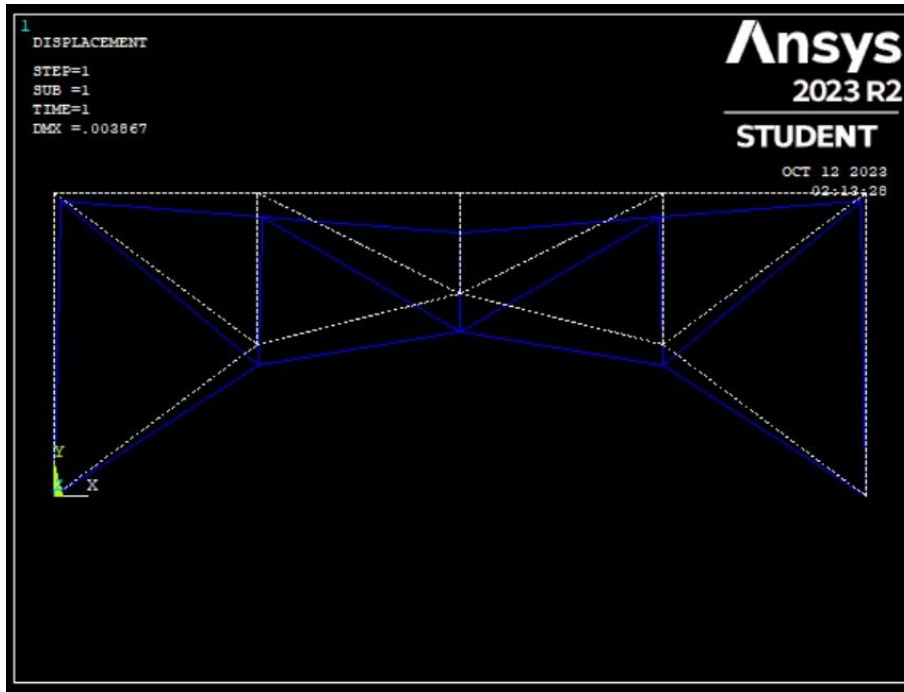 1
DISPLACEMENT
STEP=1
SUB =1
TIME=1
DMX =.003867
Ansys
2023 R2
STUDENT
OCT 12 2023
02:13:28
Y
X